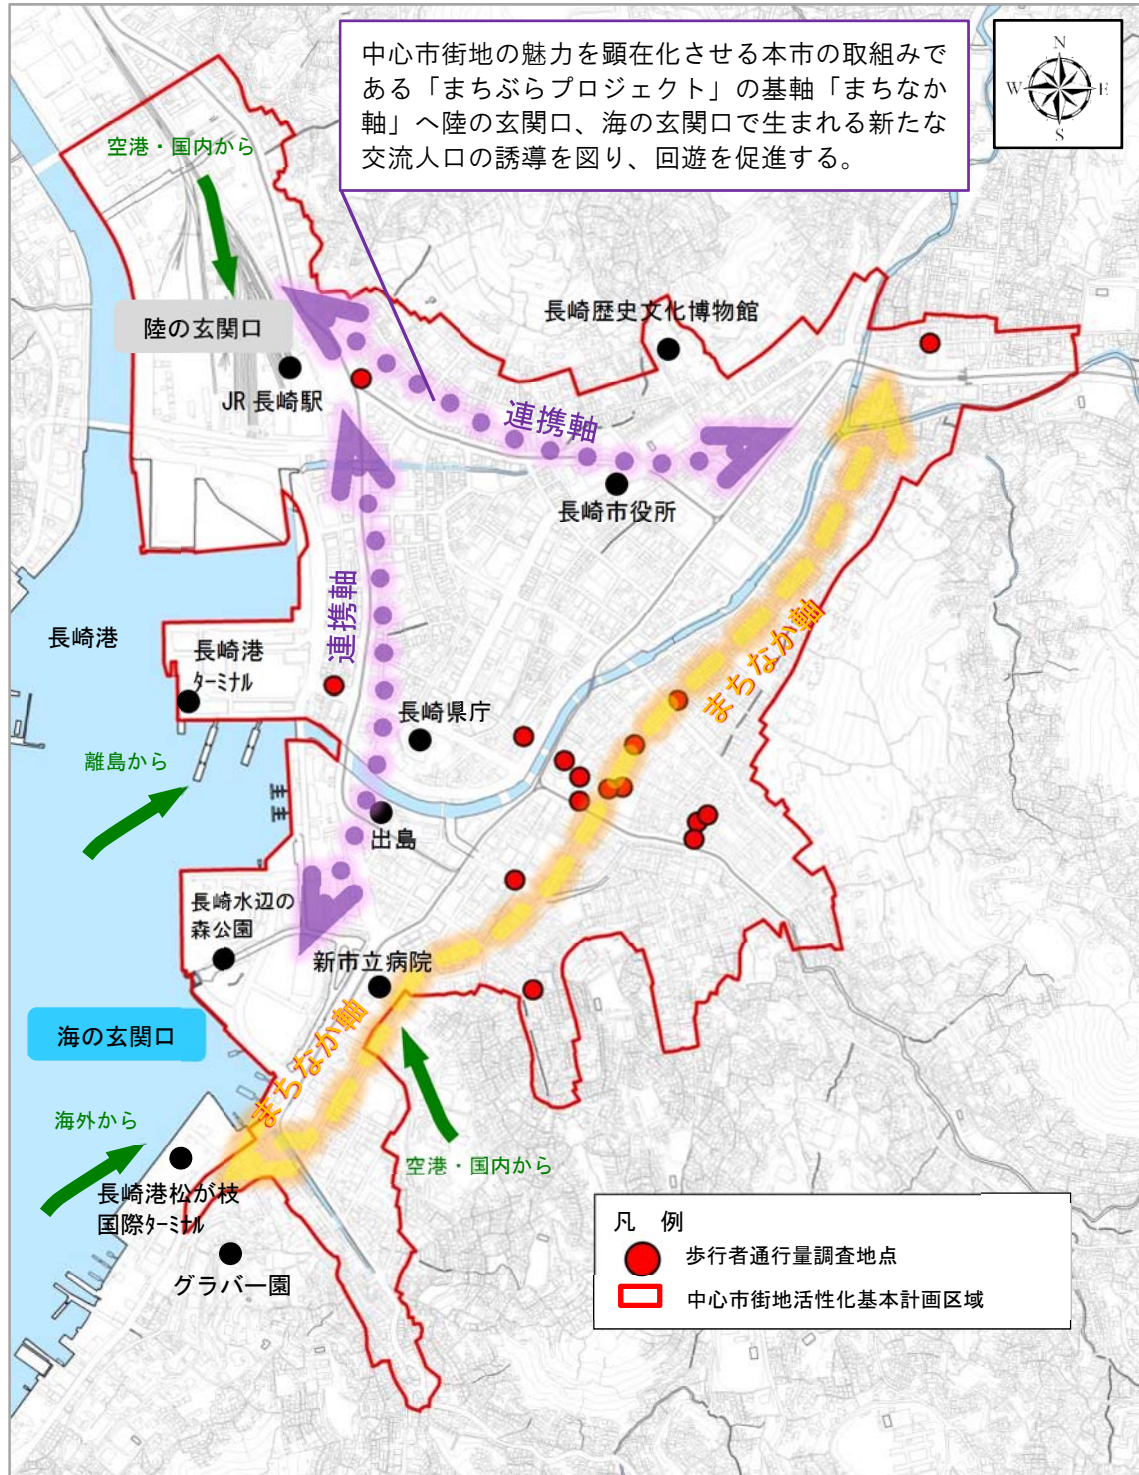 中心市街地の魅力を顕在化させる本市の取組みで
ある「まちぶらプロジェクト」の基軸「まちなか
軸」へ陸の玄関口、海の玄関口で生まれる新たな
交流人口の誘導を図り、回遊を促進する。
N
W
E
S
空港・国内から
陸の玄関口
長崎歴史文化博物館
JR 長崎駅
連携軸
長崎市役所
連携軸
まちなか軸
長崎港
長崎港
ターミナル
長崎県庁
離島から
出島
長崎水辺の
森公園
新市立病院
海の玄関口
まちなか軸
海外から
空港・国内から
長崎港松が枝
国際ターミナル
グラバー園
凡 例
歩行者通行量調査地点
中心市街地活性化基本計画区域